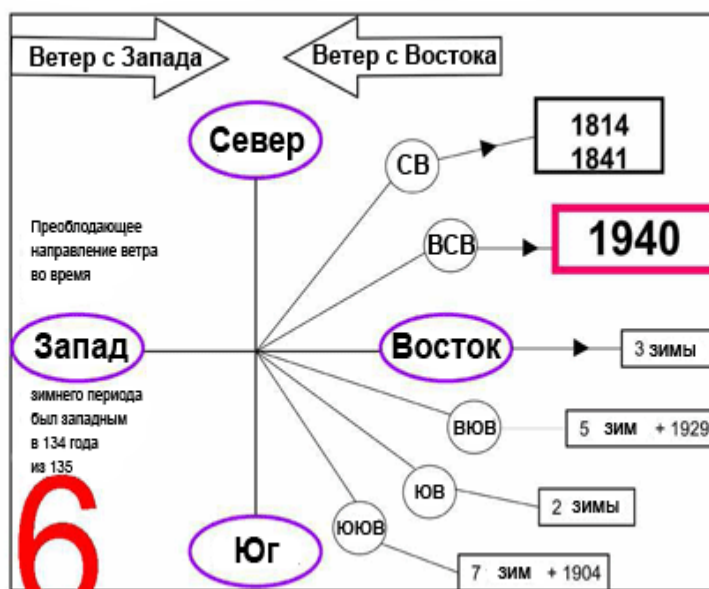 Ветер с Запада
Ветер с Востока
Север
СВ
1814
1841
Преоблодающее
направление ветра
во время
ВСВ
1940
Запад
Восток
3 зимы
зимнего периода
был западным
в 134 года
из 135
ВЮВ
5 зим + 1929
ЮВ
2 зимы
6
ЮЮВ
Юг
7 зим + 1904